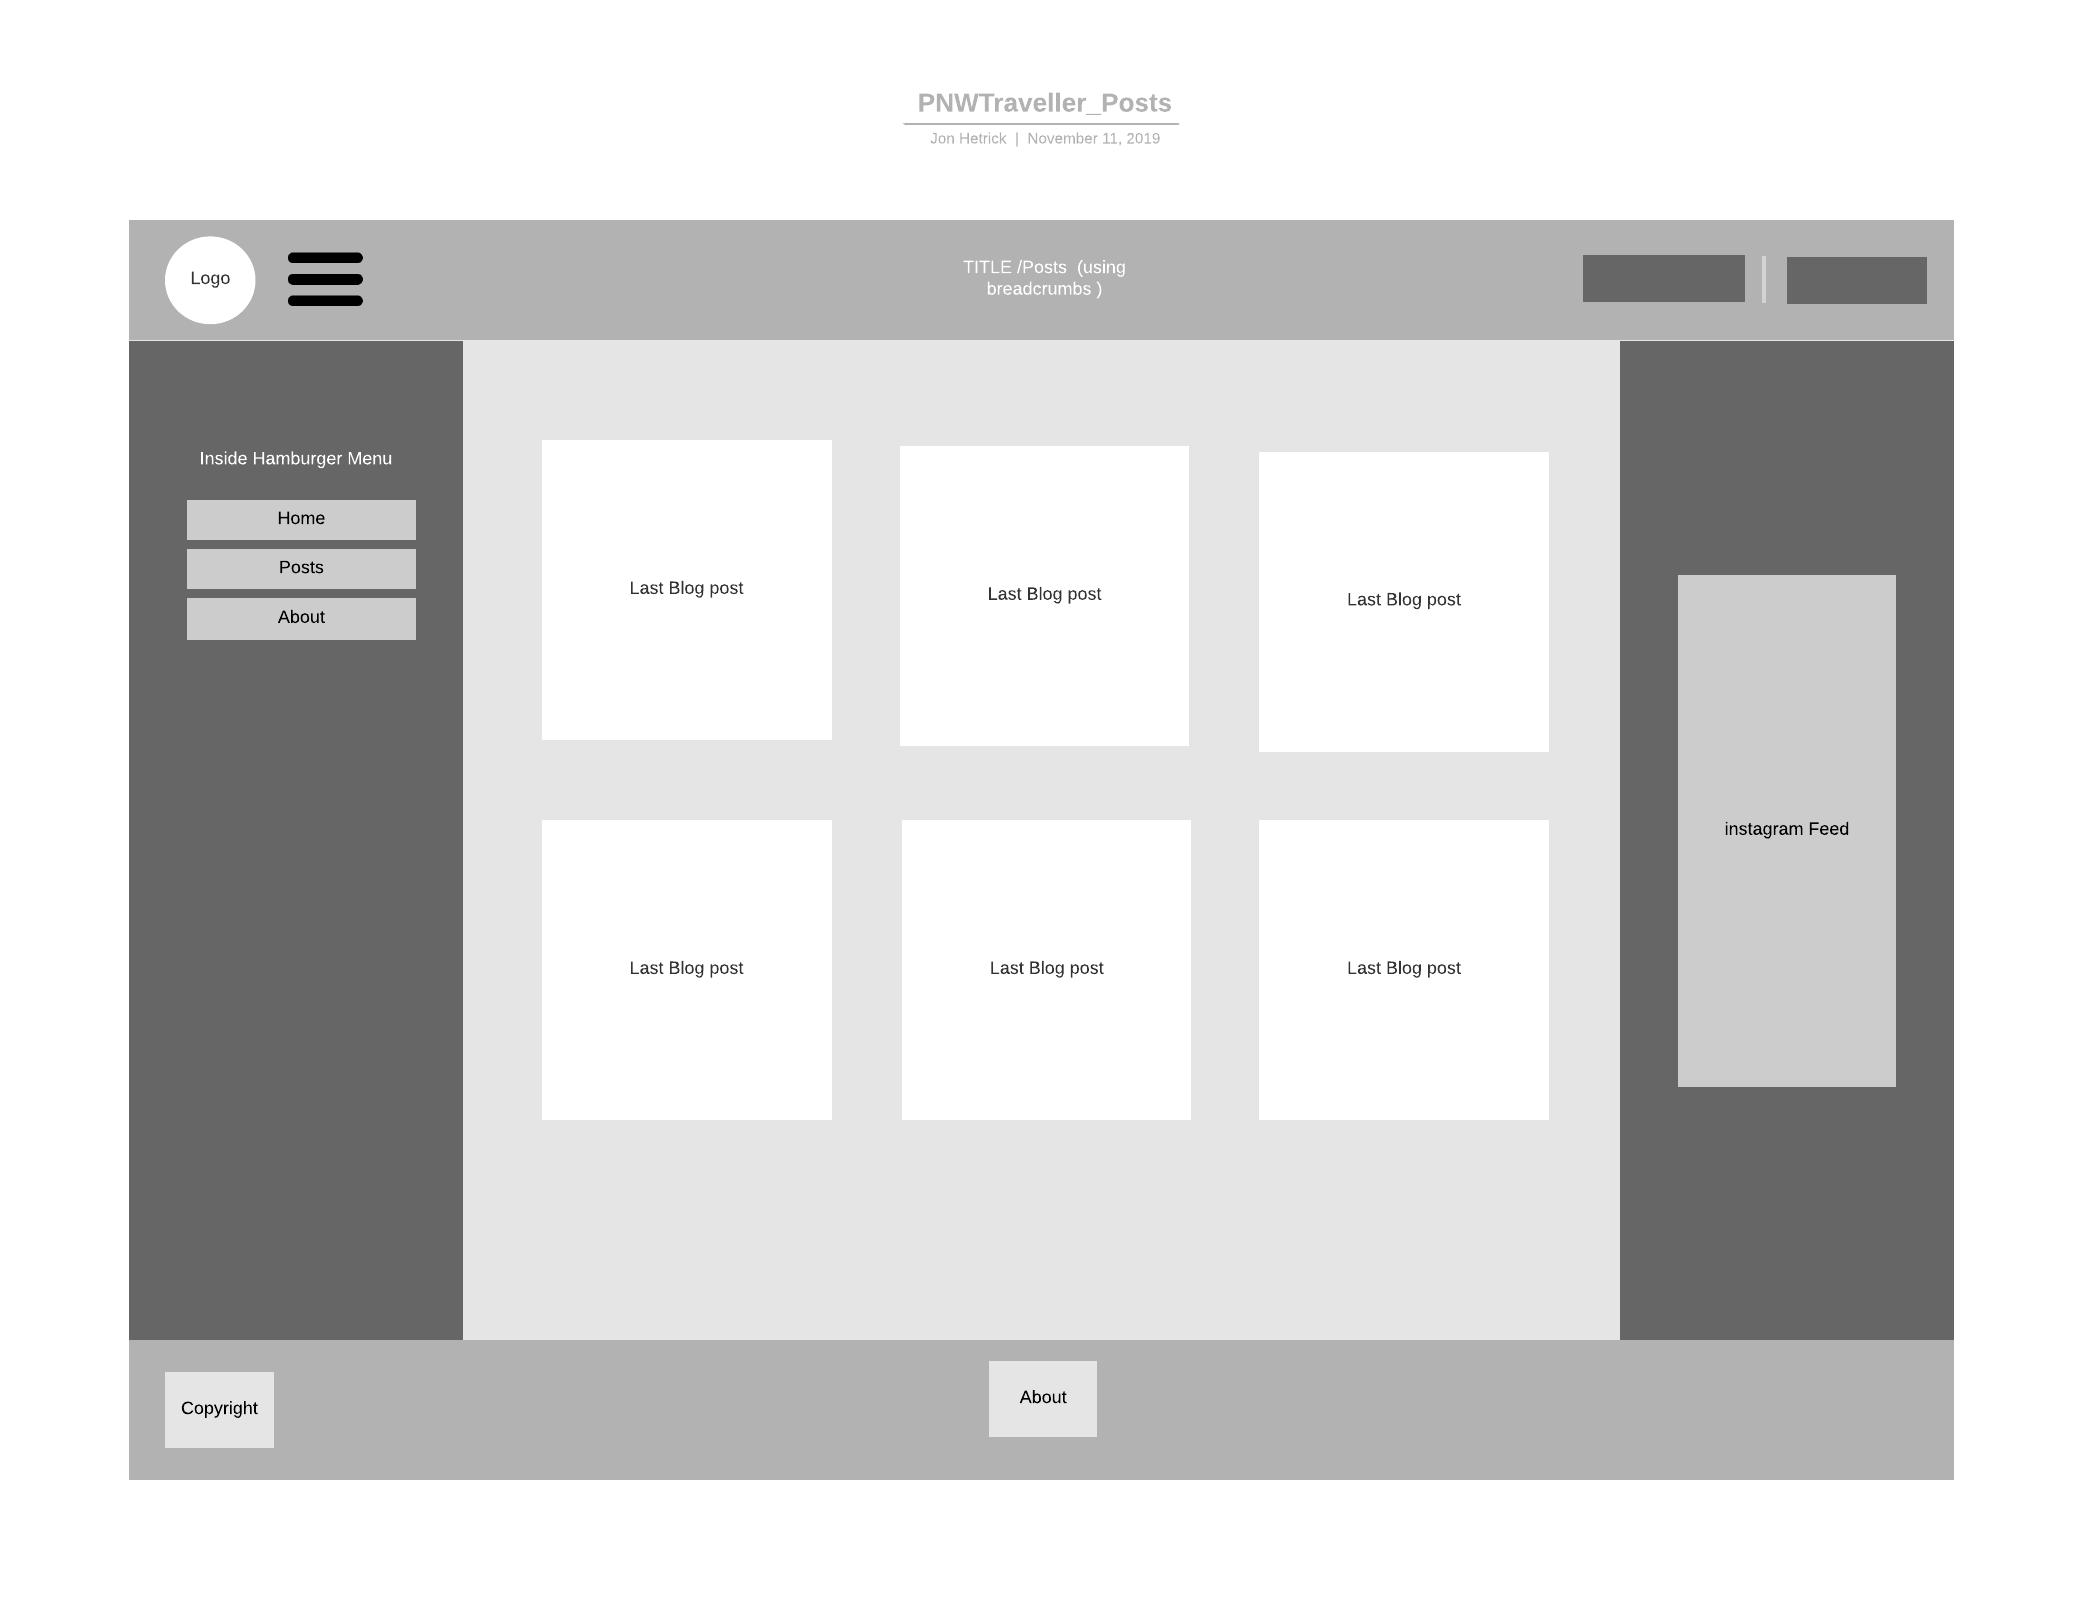 PNWTraveller_Posts
Jon Hetrick | November 11, 2019
Logo
TITLE /Posts (using
breadcrumbs )
Inside Hamburger Menu
Home
Posts
About
Last Blog post
Last Blog post
Last Blog post
Last Blog post
Last Blog post
Last Blog post
instagram Feed
Copyright
About